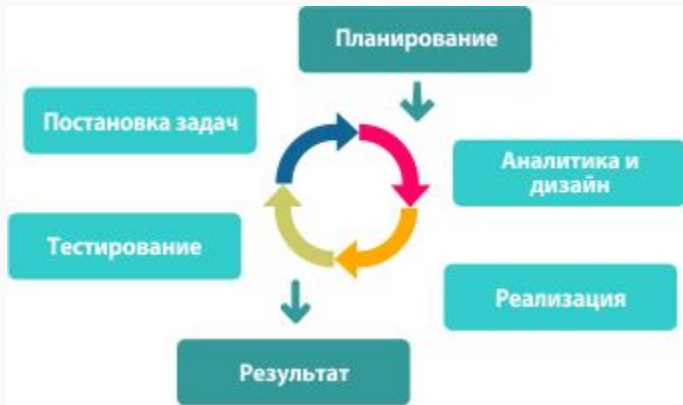 Планирование
Постановка задач
Аналитика и
дизайн
Тестирование
Реализация
Результат